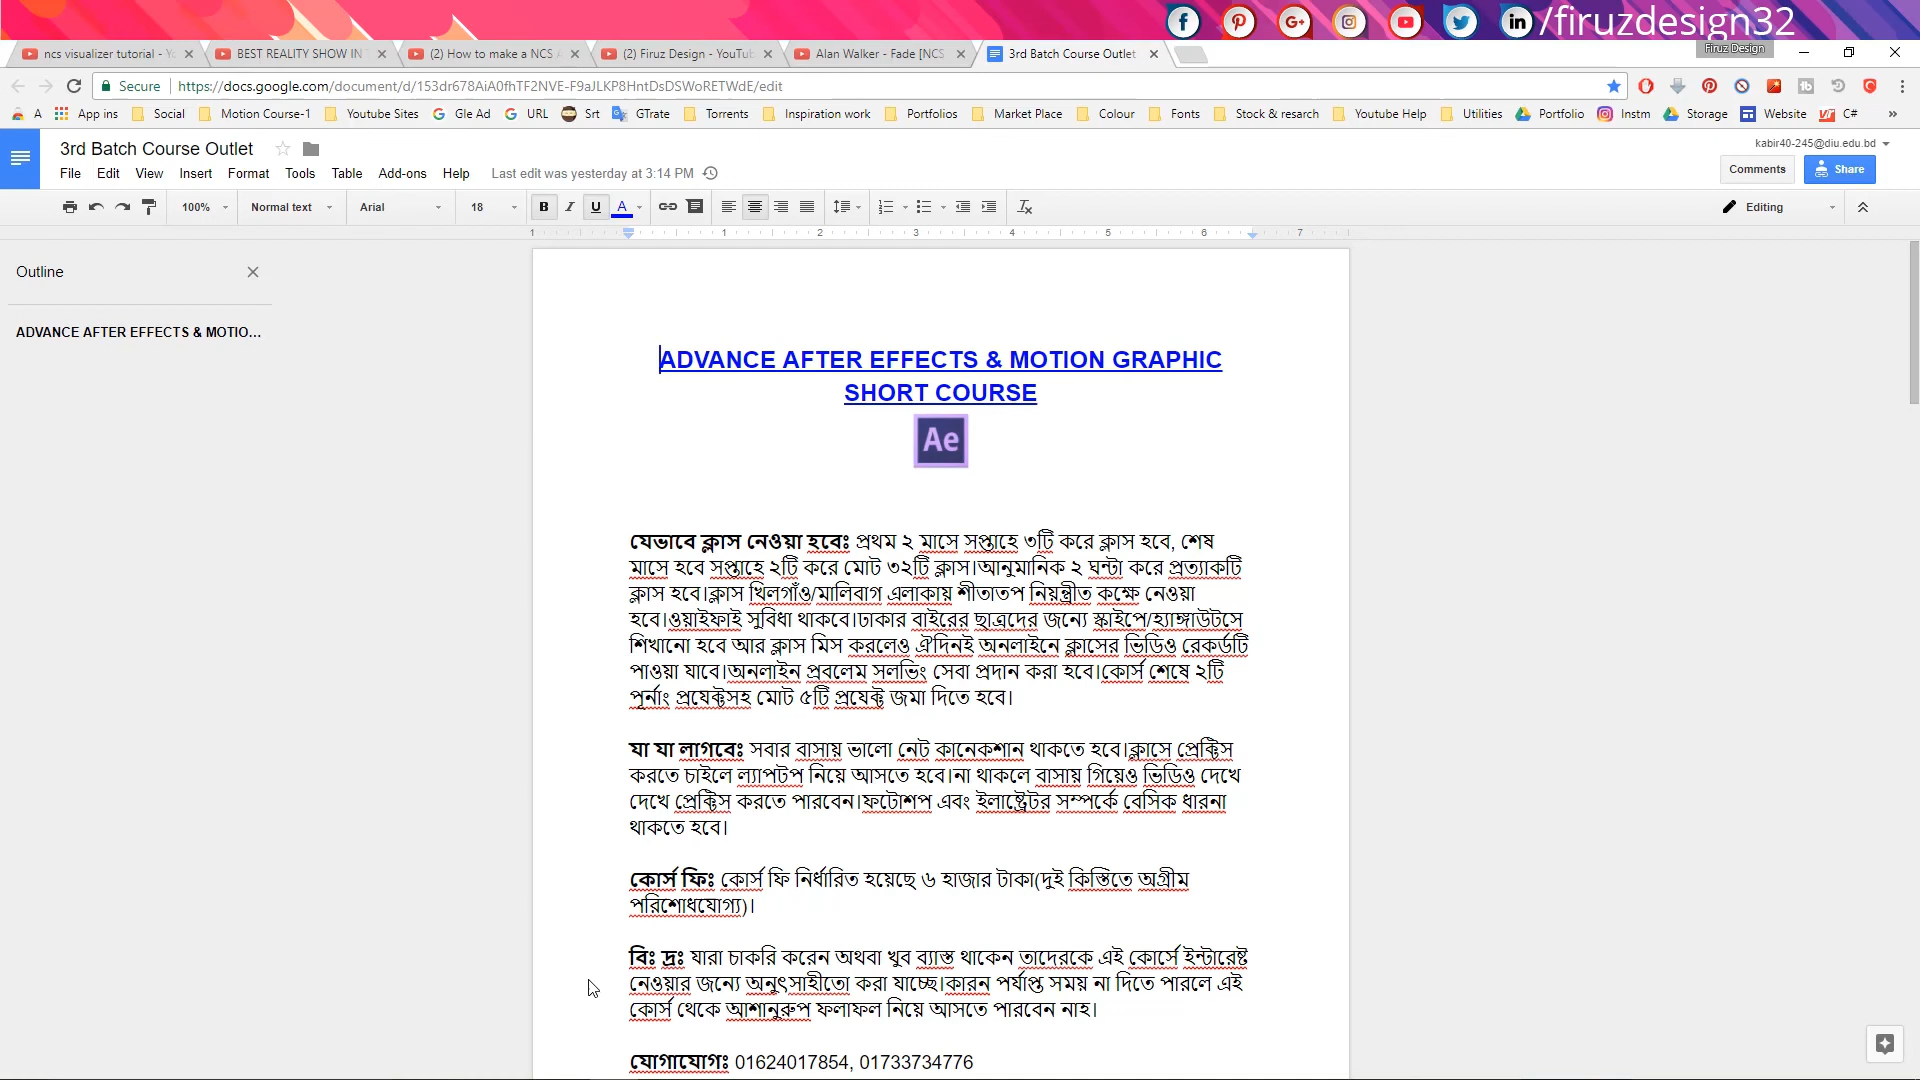 /firuzdesign32
Firuz Design
ncs visualizer tutorial -
BEST REALITY SHOW IN
(2) How to make a NCS
(2) Firuz Design - YouTu
Alan Walker - Fade [NCS
3rd Batch Course Outlet
Secure
https://docs.google.com/document/d/153dr678AiA0fhTF2NVE-F9aJLKP8HntDsDSWoRETWdE/edit
A App ins Social Motion Course-1 Youtube Sites Gle Ad URL Srt GTrate Torrents Inspiration work Portfolios Market Place Colour Fonts Stock & resarch Youtube Help Utilities Portfolio Instm Storage Website C# »
3rd Batch Course Outlet
kabir40-245@diu.edu.bd
File Edit View Insert Format Tools Table Add-ons Help Last edit was yesterday at 3:14 PM
Comments Share
100% Normal text Arial 18 B I U A Editing
1 1 2 3 4 5 6 7
Outline
ADVANCE AFTER EFFECTS & MOTIO...
ADVANCE AFTER EFFECTS & MOTION GRAPHIC
SHORT COURSE
Ae
যেভাবে ক্লাস নেওয়া হবেঃ প্রথম ২ মাসে সপ্তাহে ৩টি করে ক্লাস হবে, শেষ
মাসে হবে সপ্তাহে ২টি করে মোট ৩২টি ক্লাস।আনুমানিক ২ ঘন্টা করে প্রত্যাকটি
ক্লাস হবে।ক্লাস খিলগাঁও/মালিবাগ এলাকায় শীতাতপ নিয়ন্ত্রীত কক্ষে নেওয়া
হবে।ওয়াইফাই সুবিধা থাকবে।ঢাকার বাইরের ছাত্রদের জন্যে স্কাইপে/হ্যাঙ্গাউটসে
শিখানো হবে আর ক্লাস মিস করলেও ঐদিনই অনলাইনে ক্লাসের ভিডিও রেকর্ডটি
পাওয়া যাবে।অনলাইন প্রবলেম সলভিং সেবা প্রদান করা হবে।কোর্স শেষে ২টি
পূর্নাং প্রযেক্টসহ মোট ৫টি প্রযেক্ট জমা দিতে হবে।
যা যা লাগবেঃ সবার বাসায় ভালো নেট কানেকশান থাকতে হবে।ক্লাসে প্রেক্টিস
করতে চাইলে ল্যাপটপ নিয়ে আসতে হবে।না থাকলে বাসায় গিয়েও ভিডিও দেখে
দেখে প্রেক্টিস করতে পারবেন।ফটোশপ এবং ইলাষ্ট্রেটর সম্পর্কে বেসিক ধারনা
থাকতে হবে।
কোর্স ফিঃ কোর্স ফি নির্ধারিত হয়েছে ৬ হাজার টাকা(দুই কিস্তিতে অগ্রীম
পরিশোধযোগ্য)।
বিঃ দ্রঃ যারা চাকরি করেন অথবা খুব ব্যাস্ত থাকেন তাদেরকে এই কোর্সে ইন্টারেষ্ট
নেওয়ার জন্যে অনুৎসাহীতো করা যাচ্ছে।কারন পর্যাপ্ত সময় না দিতে পারলে এই
কোর্স থেকে আশানুরুপ ফলাফল নিয়ে আসতে পারবেন নাহ।
যোগাযোগঃ 01624017854, 01733734776